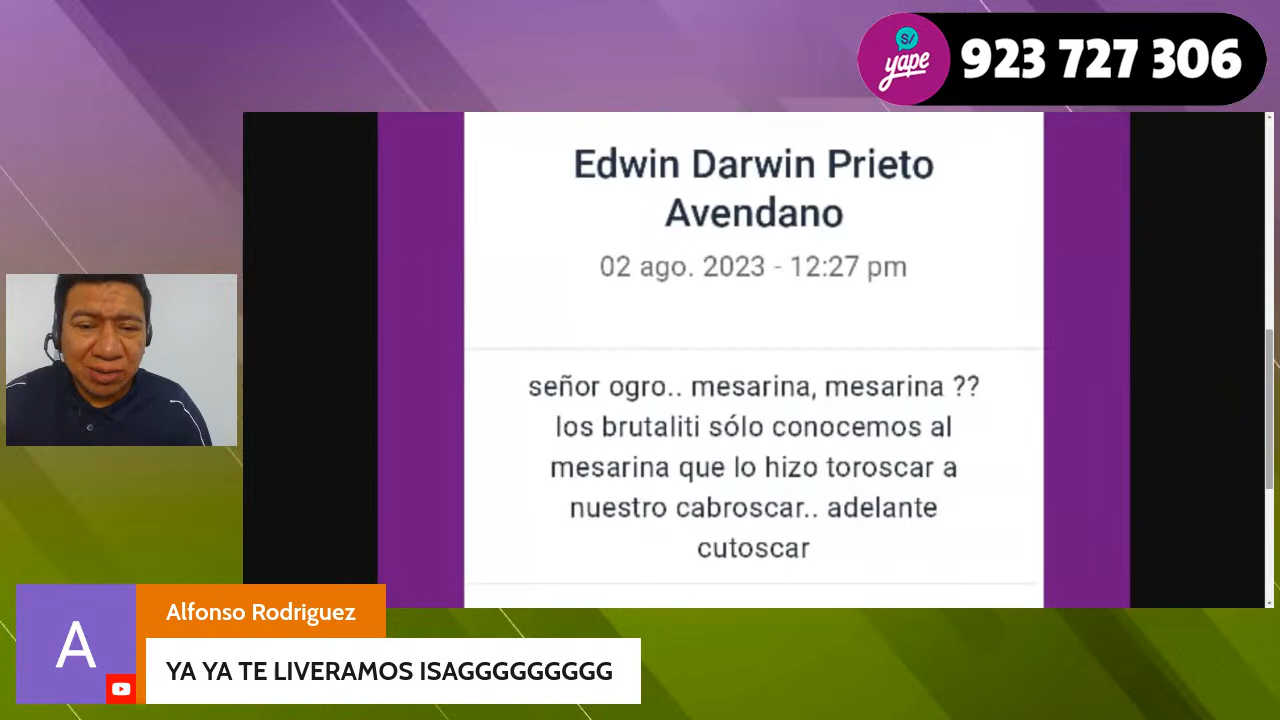 S/
yape
923 727 306
Edwin Darwin Prieto
Avendano
02 ago. 2023 - 12:27 pm
señor ogro.. mesarina, mesarina ??
los brutaliti sólo conocemos al
mesarina que lo hizo toroscar a
nuestro cabroscar.. adelante
cutoscar
A
Alfonso Rodriguez
YA YA TE LIVERAMOS ISAGGGGGGGGG